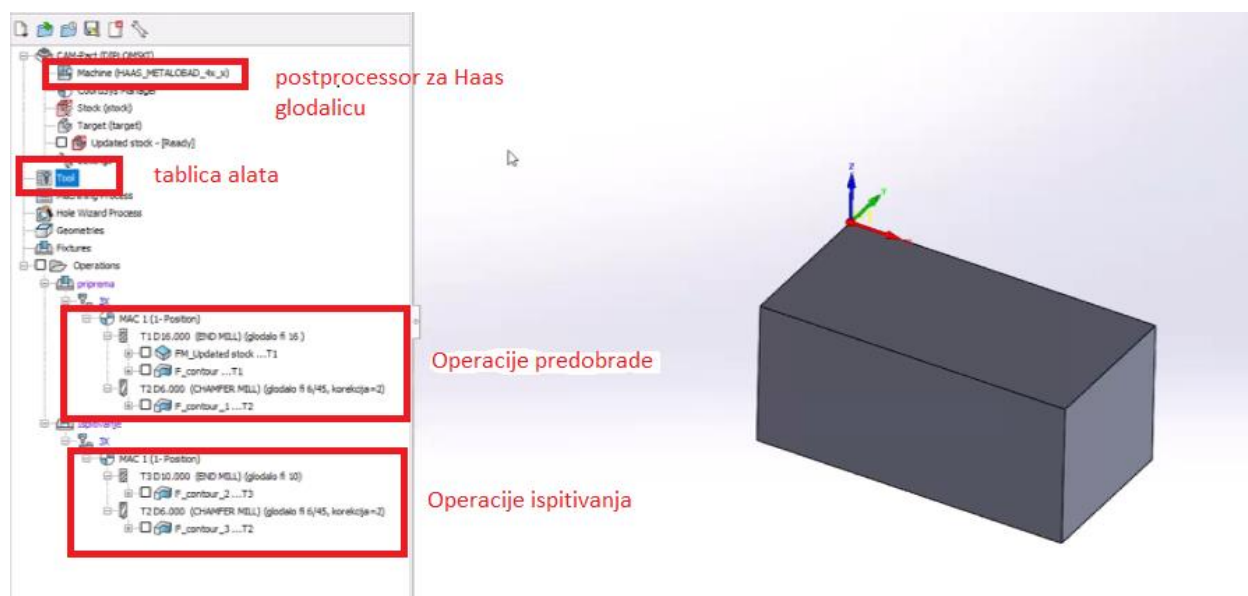 CAM-Part (DIPLOMSKI)
Machine (HAAS_METALOBAD_4x_x)
postprocessor za Haas
glodalicu
CoordSys Manager
Stock (stock)
Target (target)
Updated stock - [Ready]
Settings
Tool
tablica alata
Machining Process
Hole Wizard Process
Geometries
Fixtures
Operations
priprema
3X
MAC 1 (1- Position)
T1 D16.000 (END MILL) (glodalo fi 16 )
FM_Updated stock ...T1
F_contour ...T1
T2 D6.000 (CHAMFER MILL) (glodalo fi 6/45, korekcija=2)
F_contour_1 ...T2
Operacije predobrade
ispitivanje
3X
MAC 1 (1- Position)
T3 D10.000 (END MILL) (glodalo fi 10)
F_contour_2 ...T3
T2 D6.000 (CHAMFER MILL) (glodalo fi 6/45, korekcija=2)
F_contour_3 ...T2
Operacije ispitivanja
Z
Y